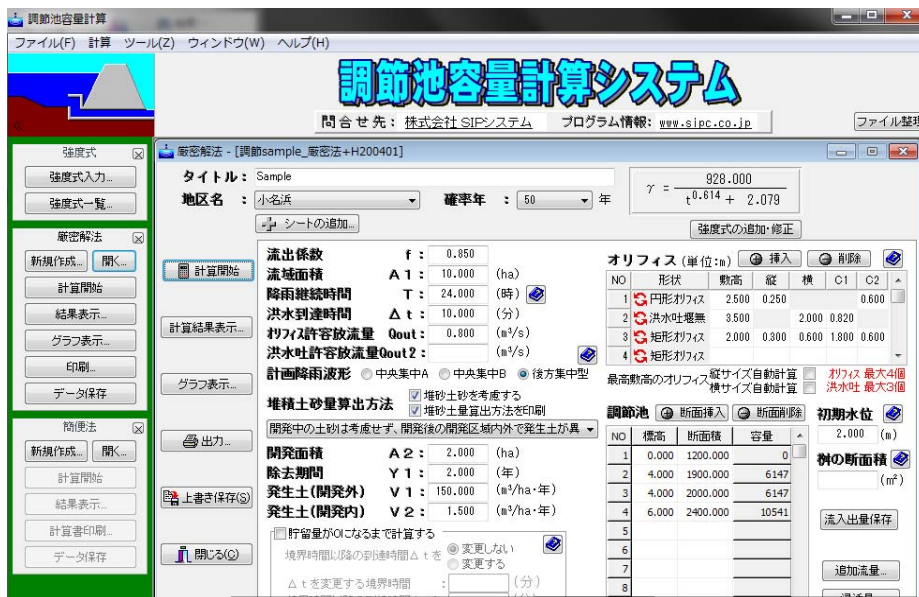 調節池容量計算
ファイル(F) 計算 ツール(Z) ウィンドウ(W) ヘルプ(H)
調節池容量計算システム
問合せ先: 株式会社 SIPシステム プログラム情報: www.sipc.co.jp
ファイル整理
強度式
強度式入力...
強度式一覧...
厳密解法
新規作成... 開く...
計算開始
結果表示...
グラフ表示...
印刷...
データ保存
簡便法
新規作成... 開く...
計算開始
結果表示...
計算書印刷...
データ保存
厳密解法 - [調節sample_厳密法+H200401]
タイトル: Sample
地区名 : 小名浜 確率年 : 50 年
シートの追加...
γ = 928.000
t^0.614 + 2.079
強度式の追加・修正
計算開始
計算結果表示...
グラフ表示...
出力...
上書き保存(S)
閉じる(C)
流出係数 f: 0.850
流域面積 A1: 10.000 (ha)
降雨継続時間 T: 24.000 (時)
洪水到達時間 Δt: 10.000 (分)
オリフィス許容放流量 Qout: 0.800 (m³/s)
洪水吐許容放流量Qout2: (m³/s)
計画降雨波形 中央集中A 中央集中B 後方集中型
堆積土砂量算出方法 堆砂土砂を考慮する
堆砂土量算出方法を印刷
開発中の土砂は考慮せず、開発後の開発区域内外で発生土が異
開発面積 A2: 2.000 (ha)
除去期間 Y1: 2.000 (年)
発生土(開発外) V1: 150.000 (m³/ha・年)
発生土(開発内) V2: 1.500 (m³/ha・年)
貯留量が0になるまで計算する
境界時間以降の到達時間Δtを 変更しない
変更する
Δtを変更する境界時間 : (分)
オリフィス (単位:m) 挿入 削除
NO 形状 敷高 縦 横 C1 C2
1 円形オリフィス 2.500 0.250 0.600
2 洪水吐堰無 3.500 2.000 0.820
3 矩形オリフィス 2.000 0.300 0.600 1.800 0.600
4 矩形オリフィス
最高敷高のオリフィス 縦サイズ自動計算 オリフィス 最大4個
横サイズ自動計算 洪水吐 最大3個
調節池 断面挿入 断面削除
NO 標高 断面積 容量
1 0.000 1200.000 0
2 4.000 1900.000 6147
3 4.000 2000.000 6147
4 6.000 2400.000 10541
5
6
7
8
初期水位
2.000 (m)
桝の断面積
(m²)
流入出量保存
追加流量...